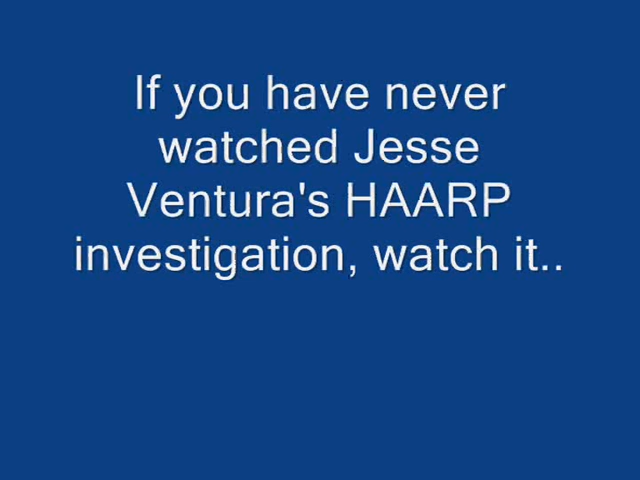 If you have never
watched Jesse
Ventura's HAARP
investigation, watch it..